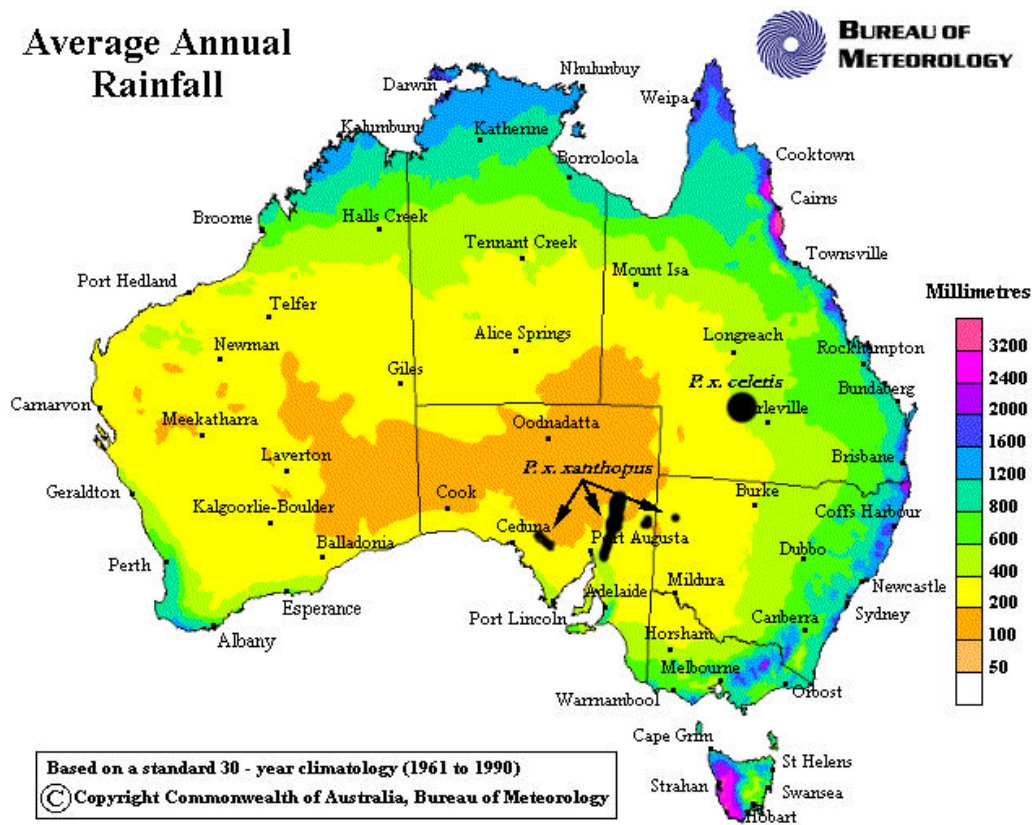 Average Annual
Rainfall
BUREAU OF
METEOROLOGY
Darwin
Nhulunbuy
Weipa
Kalumburu
Katherine
Cooktown
Borroloola
Cairns
Broome
Halls Creek
Tennant Creek
Townsville
Mount Isa
Port Hedland
Telfer
Millimetres
Alice Springs
Longreach
Newman
Rockhampton
3200
Giles
P. x. celetis
Bundaberg
2400
Carnarvon
Meekatharra
Oodnadatta
rleville
2000
1600
Laverton
P. x. xanthopus
Brisbane
1200
Geraldton
Cook
Burke
800
Kalgoorlie-Boulder
Ceduna
Coffs Harbour
600
Balladonia
Port Augusta
Dubbo
400
Perth
Adelaide
Mildura
Newcastle
200
Esperance
Port Lincoln
Canberra
Sydney
100
Albany
Horsham
50
Melbourne
Warrnambool
Orbost
Cape Grim
St Helens
Strahan
Swansea
Hobart
Based on a standard 30 - year climatology (1961 to 1990)
© Copyright Commonwealth of Australia, Bureau of Meteorology